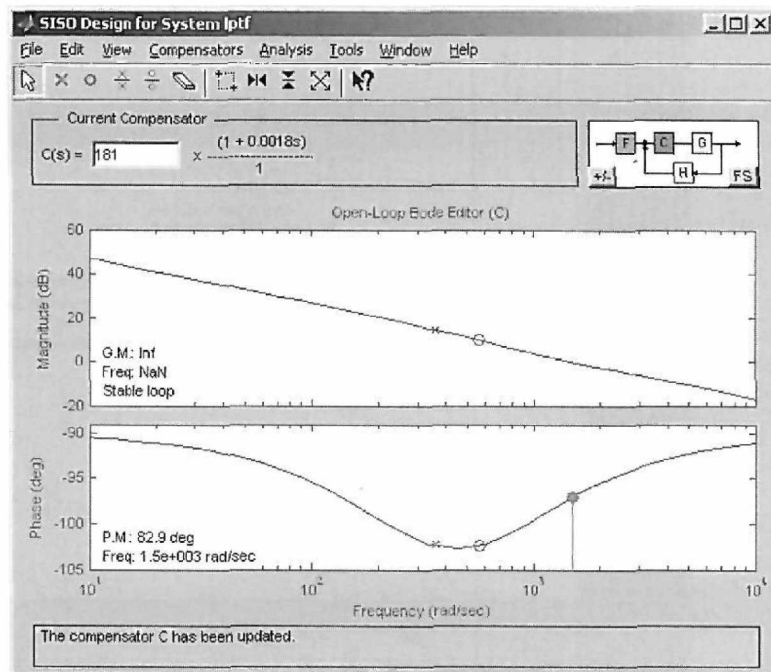 SISO Design for System lptf
File Edit View Compensators Analysis Tools Window Help
Current Compensator
C(s) = 181 x (1 + 0.0018s)
1
F C G
H
+/- FS
Open-Loop Bode Editor (C)
60
40
20
0
-20
Magnitude (dB)
G.M.: Inf
Freq: NaN
Stable loop
-90
-95
-100
-105
Phase (deg)
P.M.: 82.9 deg
Freq: 1.5e+003 rad/sec
10^1 10^2 10^3 10^4
Frequency (rad/sec)
The compensator C has been updated.